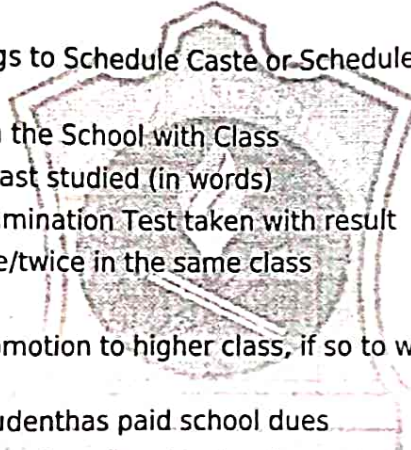 gs to Schedule Caste or Schedule
the School with Class
ast studied (in words)
mination Test taken with result
e/twice in the same class
motion to higher class, if so to w
udenthas paid school dues